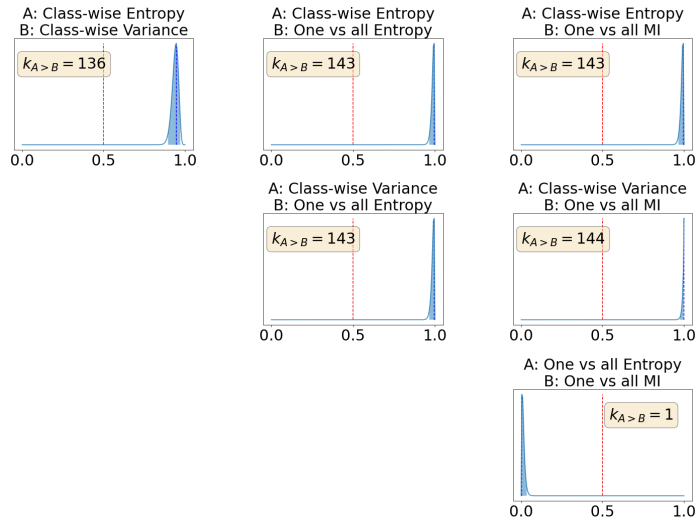 A: Class-wise Entropy
B: Class-wise Variance
k_{A>B} = 136
0.0 0.5 1.0
A: Class-wise Entropy
B: One vs all Entropy
k_{A>B} = 143
0.0 0.5 1.0
A: Class-wise Entropy
B: One vs all MI
k_{A>B} = 143
0.0 0.5 1.0
A: Class-wise Variance
B: One vs all Entropy
k_{A>B} = 143
0.0 0.5 1.0
A: Class-wise Variance
B: One vs all MI
k_{A>B} = 144
0.0 0.5 1.0
A: One vs all Entropy
B: One vs all MI
k_{A>B} = 1
0.0 0.5 1.0